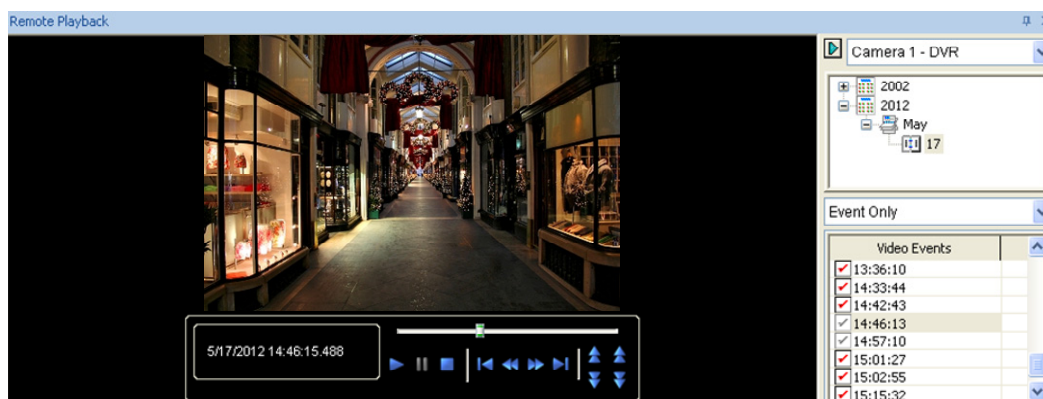 Remote Playback
Camera 1 - DVR
2002
2012
May
17
Event Only
Video Events
13:36:10
14:33:44
14:42:43
14:46:13
14:57:10
15:01:27
15:02:55
15:15:32
5/17/2012 14:46:15.488